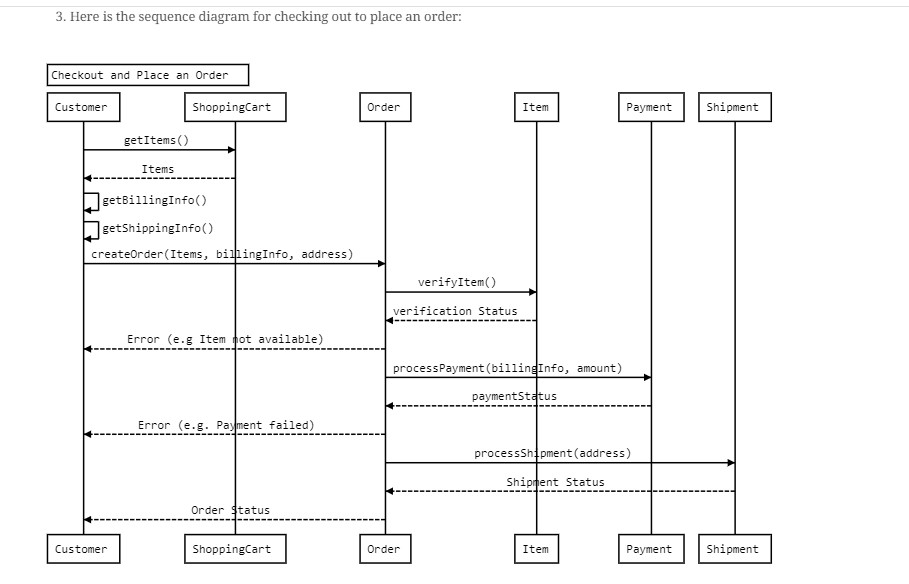 3. Here is the sequence diagram for checking out to place an order:
Checkout and Place an Order
Customer ShoppingCart Order Item Payment Shipment
getItems()
Items
getBillingInfo()
getShippingInfo()
createOrder(Items, billingInfo, address)
verifyItem()
verification Status
Error (e.g Item not available)
processPayment(billingInfo, amount)
paymentStatus
Error (e.g. Payment failed)
processShipment(address)
Shipment Status
Order Status
Customer ShoppingCart Order Item Payment Shipment